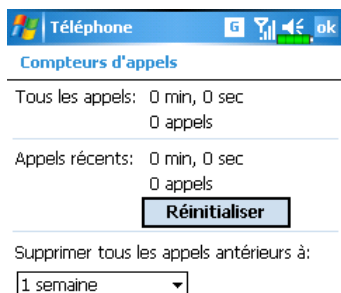 Téléphone G ok
Compteurs d'appels
Tous les appels: 0 min, 0 sec
0 appels
Appels récents: 0 min, 0 sec
0 appels
Réinitialiser
Supprimer tous les appels antérieurs à:
1 semaine